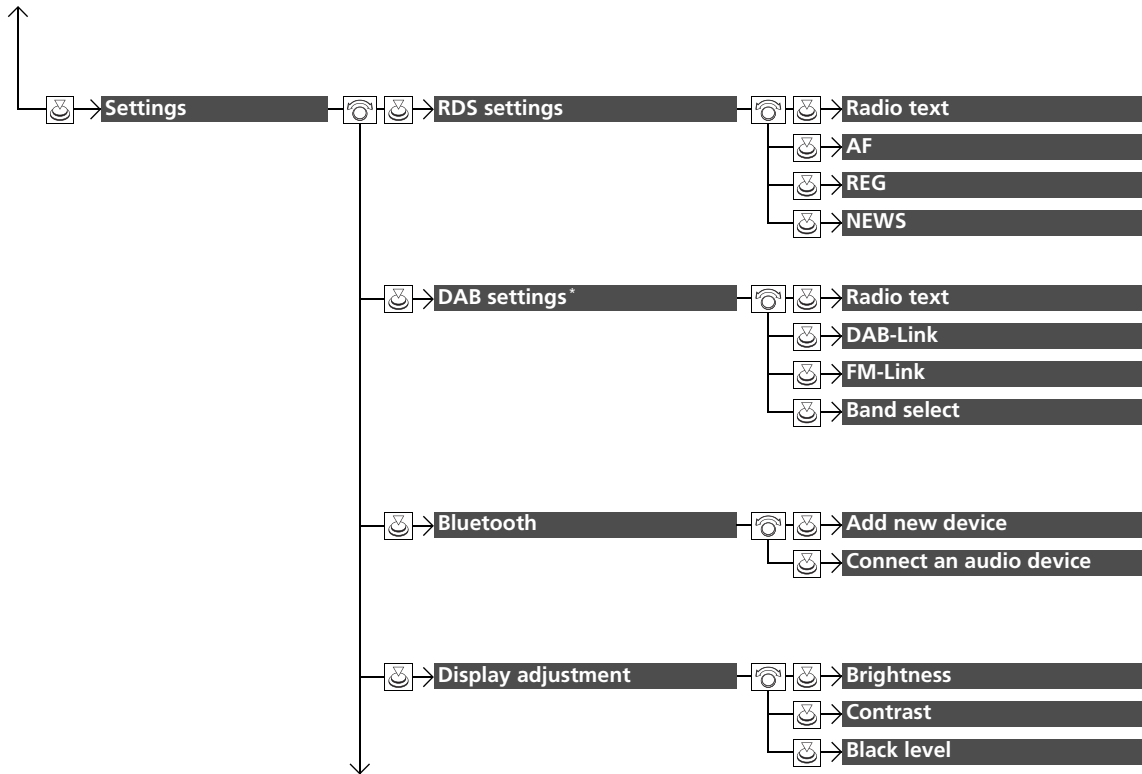 Settings
RDS settings
Radio text
AF
REG
NEWS
DAB settings*
Radio text
DAB-Link
FM-Link
Band select
Bluetooth
Add new device
Connect an audio device
Display adjustment
Brightness
Contrast
Black level